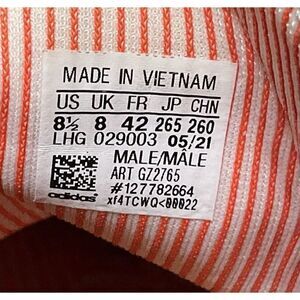 MADE IN VIETNAM
US UK FR JP CHN
8½ 8 42 265 260
LHG 029003 05/21
MALE/MÂLE
ART GZ2765
#127782664
adidas xf4TCWQ<00022